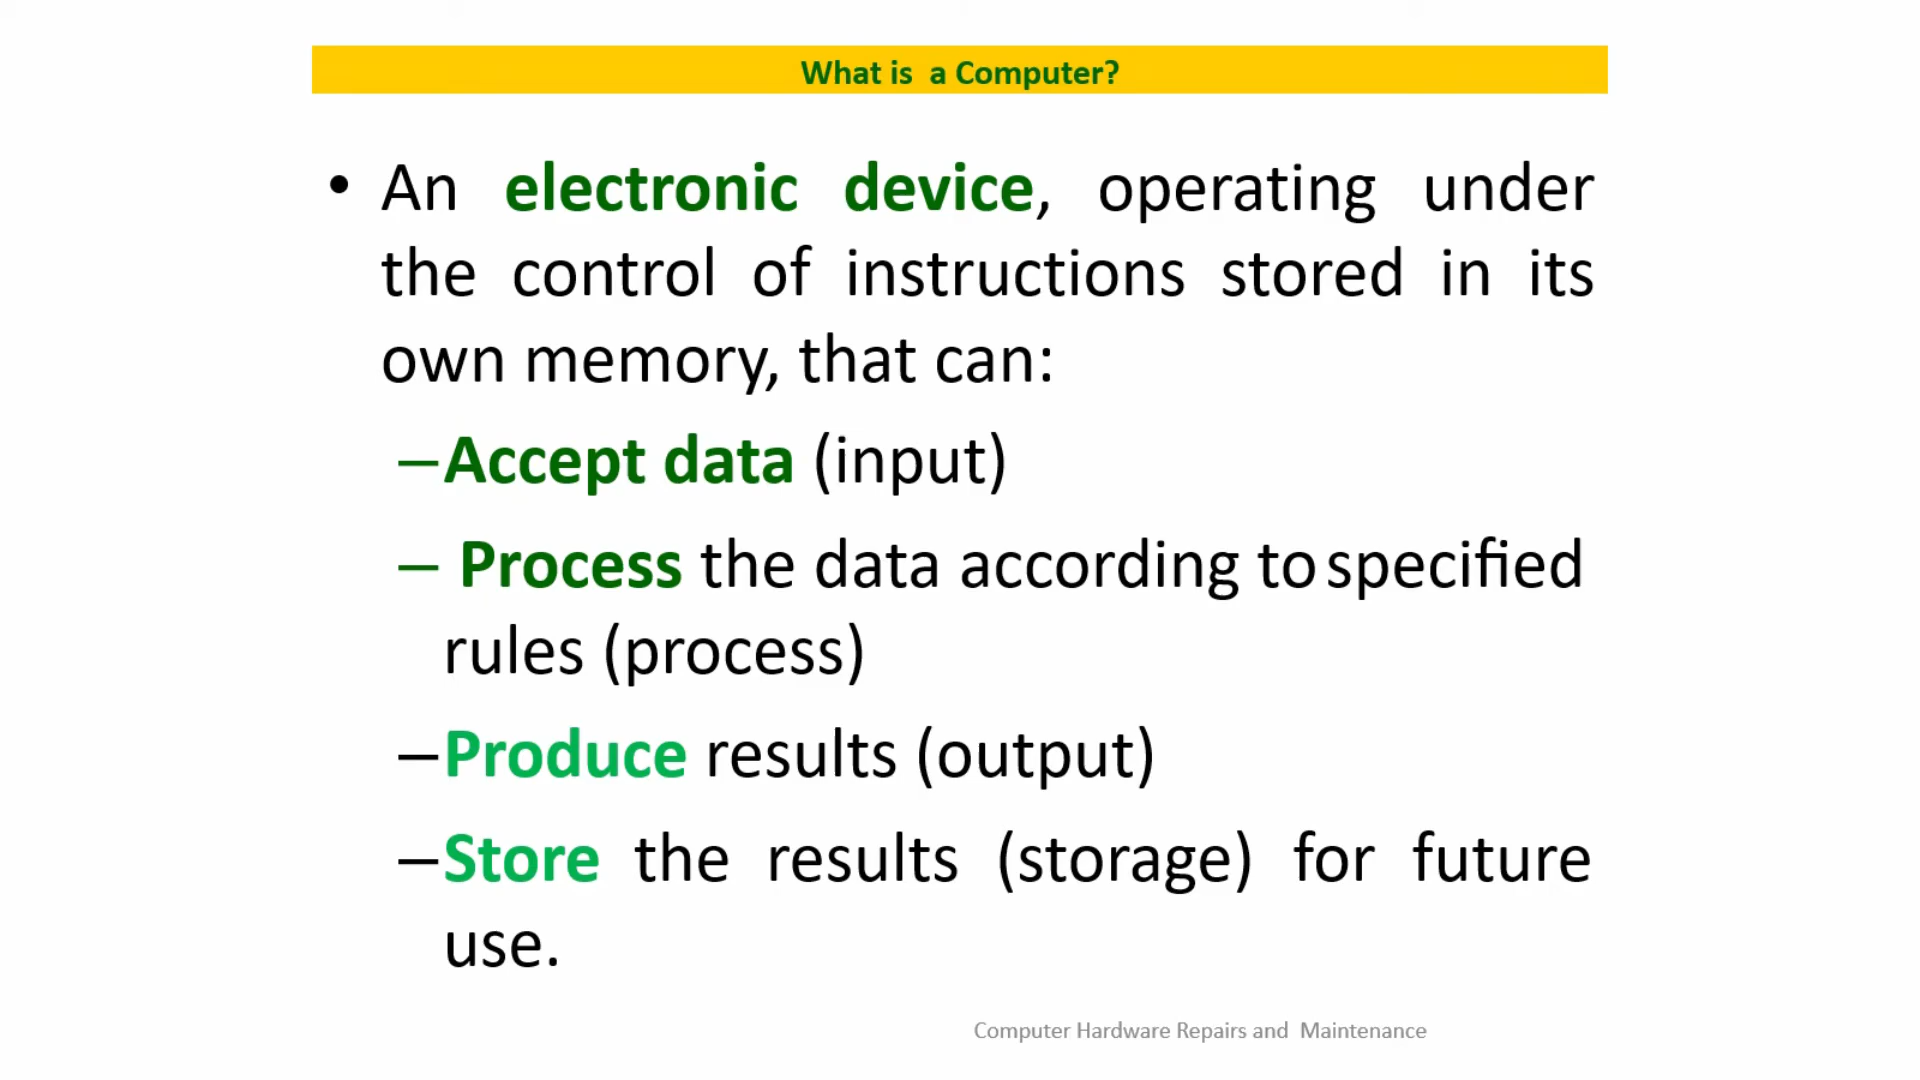 What is  a Computer?
• An electronic device, operating under
the control of instructions stored in its
own memory, that can:
–Accept data (input)
– Process the data according to specified
rules (process)
–Produce results (output)
–Store the results (storage) for future
use.
Computer Hardware Repairs and  Maintenance